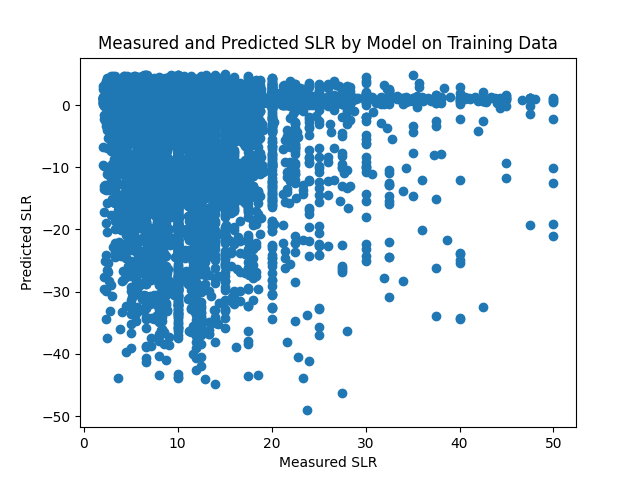 Measured and Predicted SLR by Model on Training Data
Predicted SLR
0
−10
−20
−30
−40
−50
0 10 20 30 40 50
Measured SLR